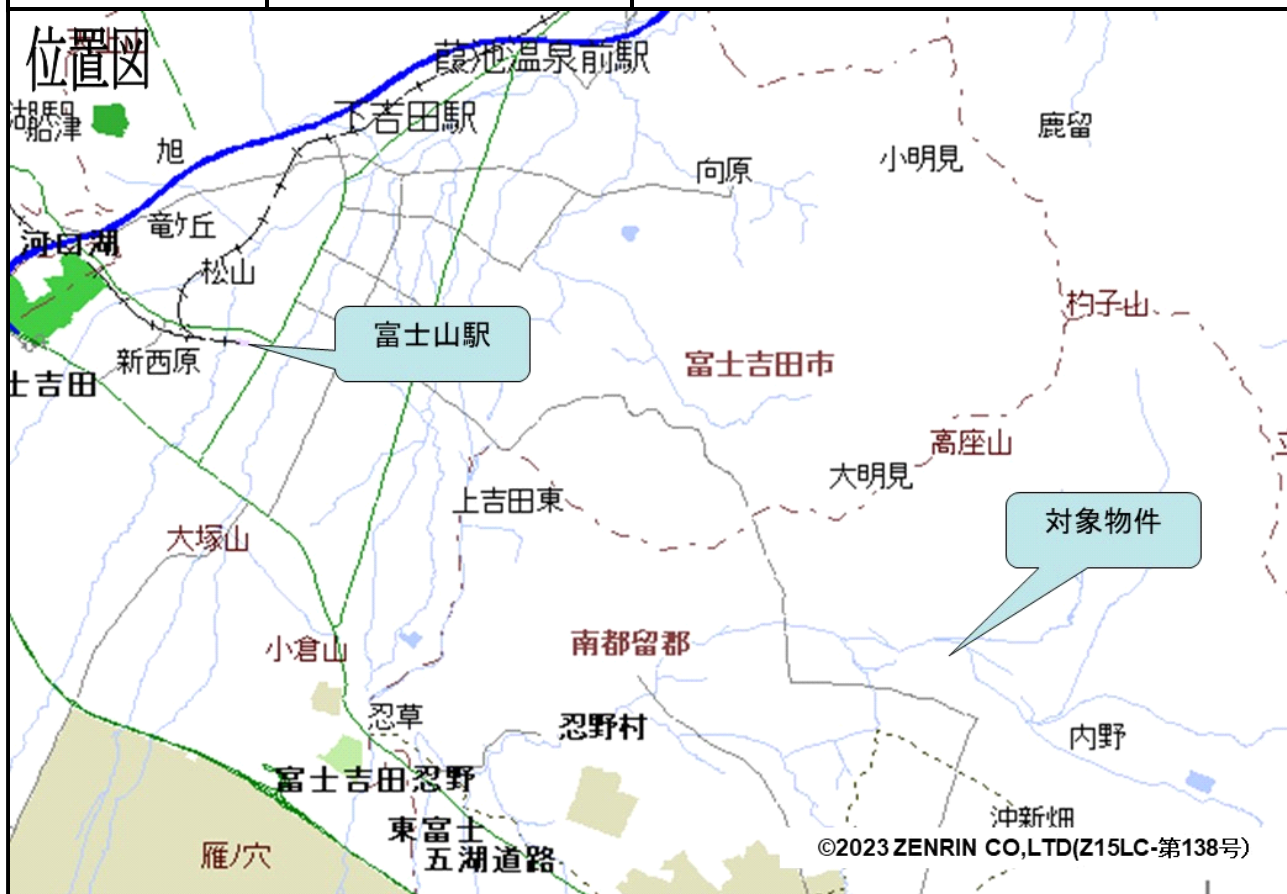 位置図
葭池温泉前駅
下吉田駅
船津
旭
向原
小明見
鹿留
竜ケ丘
河口湖
松山
杓子山
富士山駅
新西原
富士吉田市
士吉田
高座山
大明見
上吉田東
対象物件
大塚山
小倉山
南都留郡
忍草
忍野村
内野
富士吉田忍野
東富士
五湖道路
沖新畑
雁ノ穴
©2023 ZENRIN CO,LTD(Z15LC-第138号)